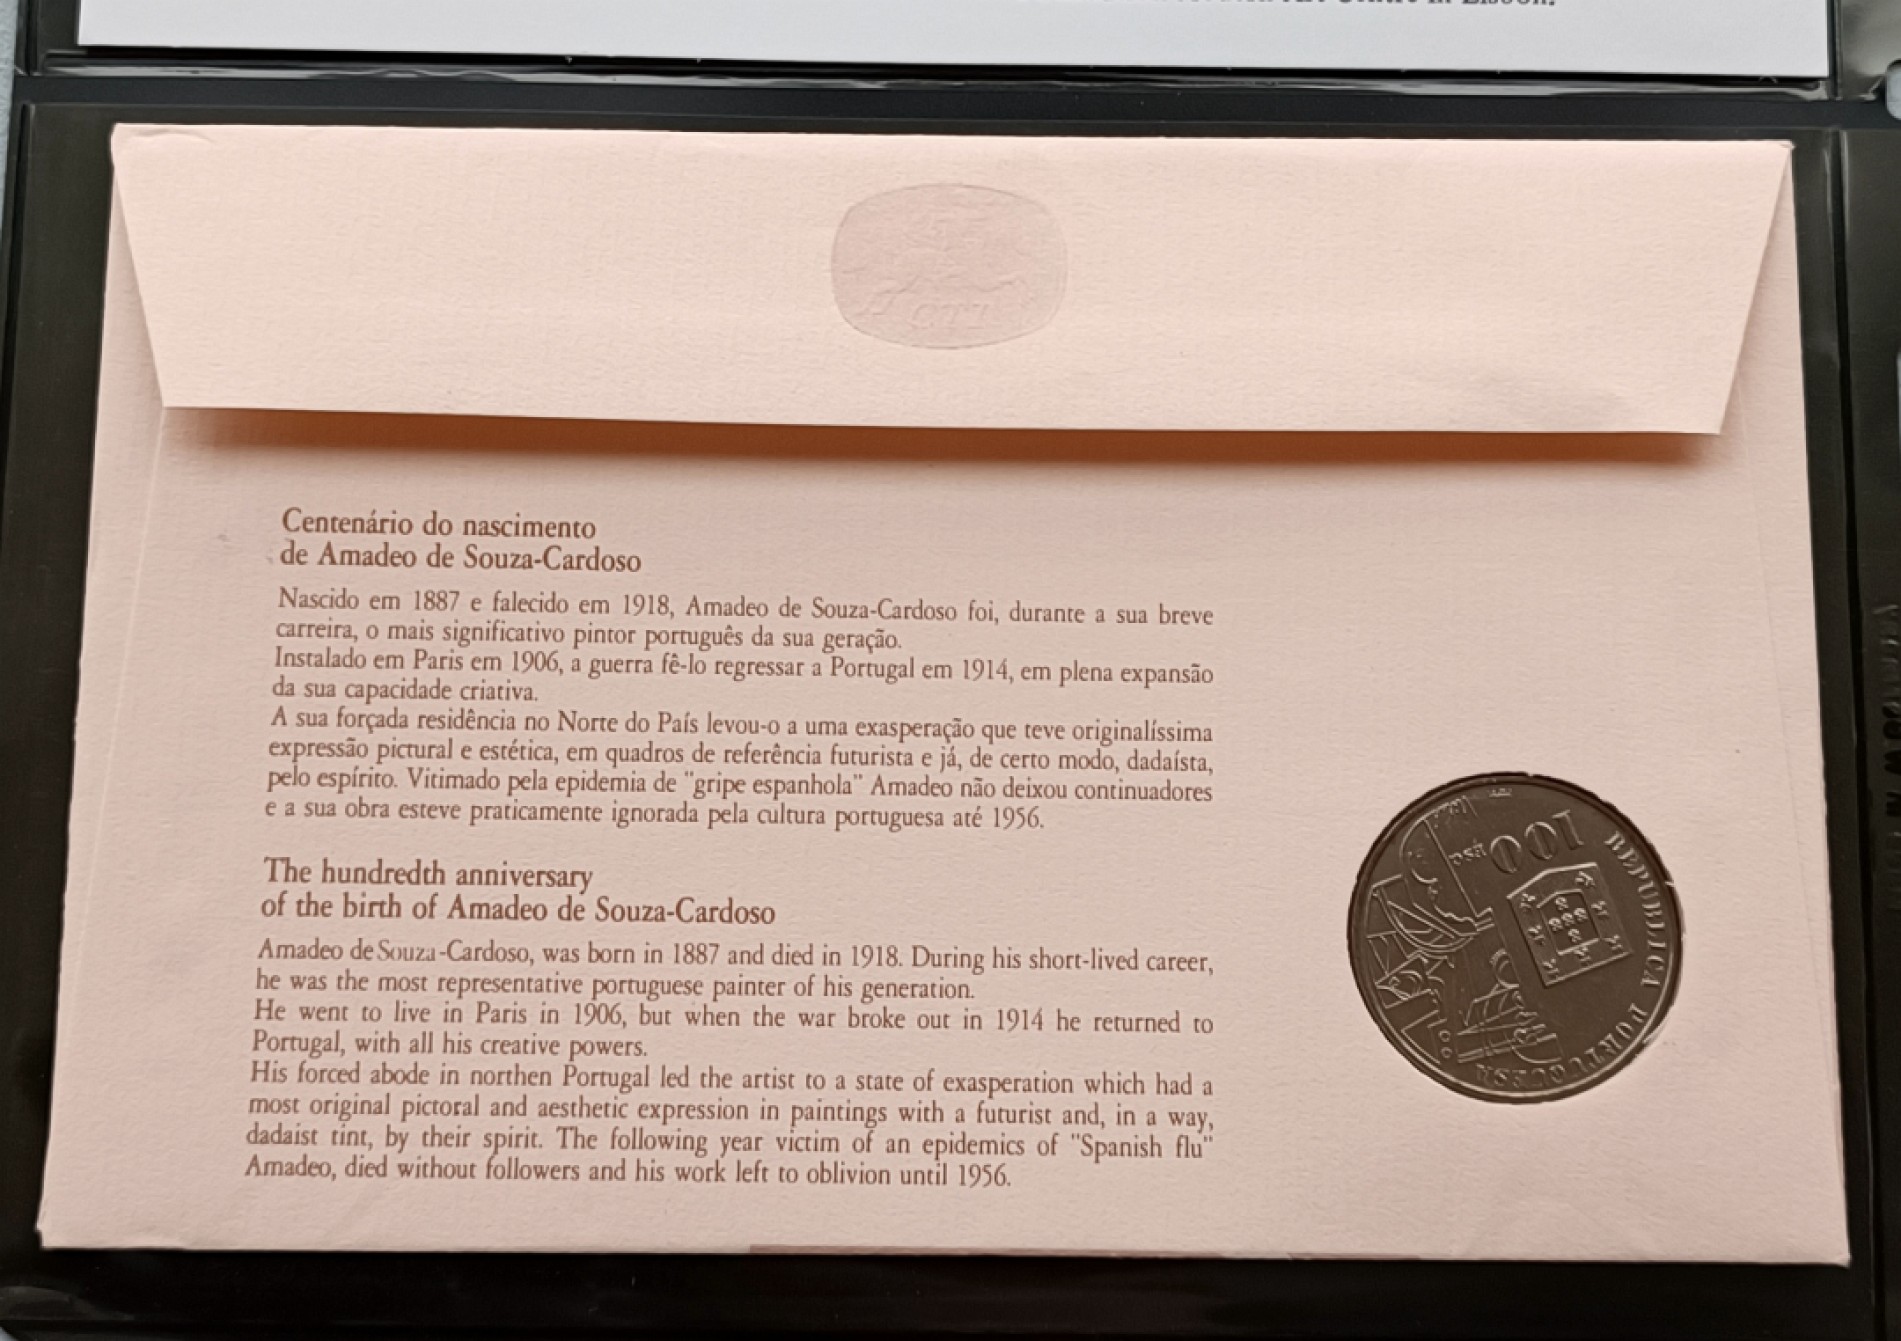 Centre in Lisbon.
CTT
Centenário do nascimento
de Amadeo de Souza-Cardoso
Nascido em 1887 e falecido em 1918, Amadeo de Souza-Cardoso foi, durante a sua breve
carreira, o mais significativo pintor português da sua geração.
Instalado em Paris em 1906, a guerra fê-lo regressar a Portugal em 1914, em plena expansão
da sua capacidade criativa.
A sua forçada residência no Norte do País levou-o a uma exasperação que teve originalíssima
expressão pictural e estética, em quadros de referência futurista e já, de certo modo, dadaísta,
pelo espírito. Vitimado pela epidemia de "gripe espanhola" Amadeo não deixou continuadores
e a sua obra esteve praticamente ignorada pela cultura portuguesa até 1956.
The hundredth anniversary
of the birth of Amadeo de Souza-Cardoso
Amadeo de Souza-Cardoso, was born in 1887 and died in 1918. During his short-lived career,
he was the most representative portuguese painter of his generation.
He went to live in Paris in 1906, but when the war broke out in 1914 he returned to
Portugal, with all his creative powers.
His forced abode in northen Portugal led the artist to a state of exasperation which had a
most original pictoral and aesthetic expression in paintings with a futurist and, in a way,
dadaist tint, by their spirit. The following year victim of an epidemics of "Spanish flu"
Amadeo, died without followers and his work left to oblivion until 1956.
100 ESC
REPUBLICA PORTUGUESA